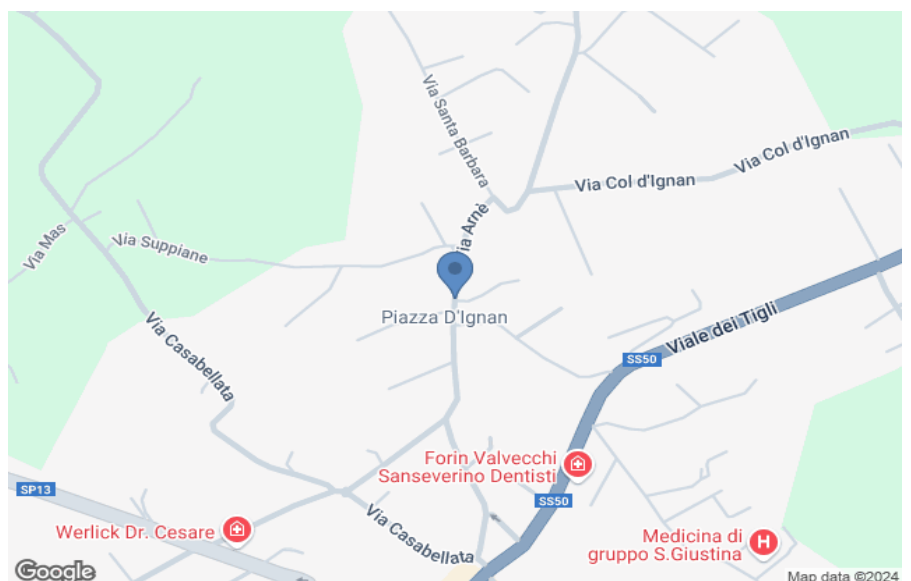 Via Santa Barbara
Via Col d'Ignan
Via Col d'Ignan
Via Arnè
Via Mas
Via Suppiane
Piazza D'Ignan
Viale dei Tigli
SS50
Via Casabellata
Forin Valvecchi
Sanseverino Dentisti
SP13
SS50
Werlick Dr. Cesare
Via Casabellata
Medicina di
gruppo S.Giustina
H
Google
Map data ©2024